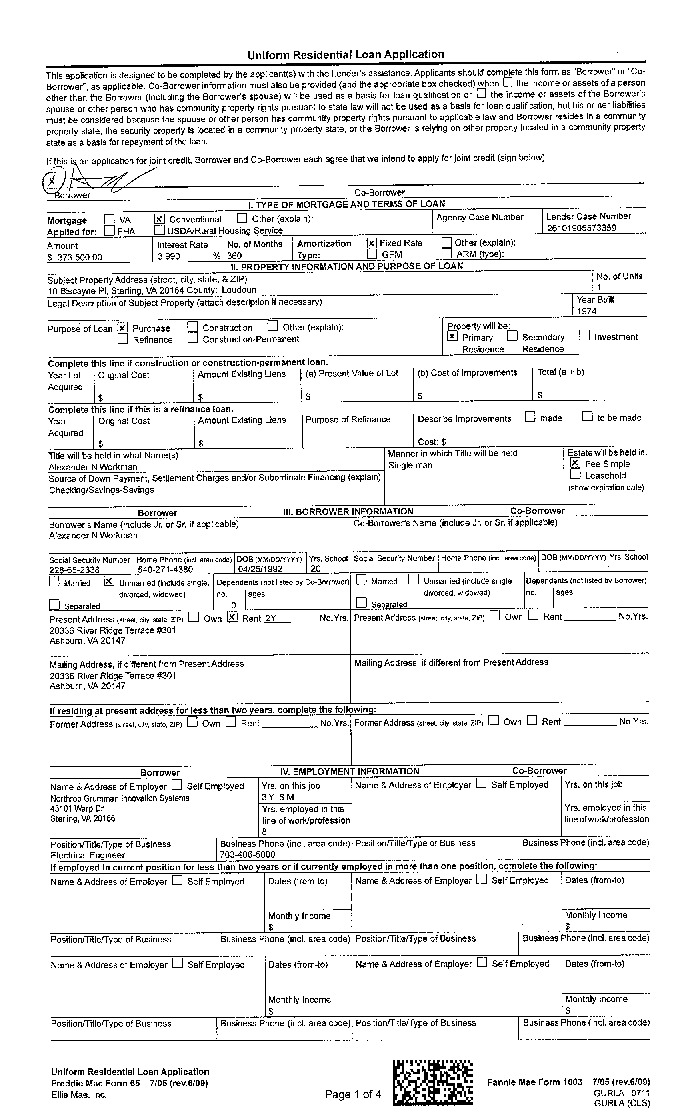 Uniform Residential Loan Application
This application is designed to be completed by the applicant(s) with the Lender's assistance. Applicants should complete this form as "Borrower" or "Co-
Borrower", as applicable. Co-Borrower information must also be provided (and the appropriate box checked) when ☐ the income or assets of a person
other than the Borrower (including the Borrower's spouse) will be used as a basis for loan qualification or ☐ the income or assets of the Borrower's
spouse or other person who has community property rights pursuant to state law will not be used as a basis for loan qualification, but his or her liabilities
must be considered because the spouse or other person has community property rights pursuant to applicable law and Borrower resides in a community
property state, the security property is located in a community property state, or the Borrower is relying on other property located in a community property
state as a basis for repayment of the loan.
If this is an application for joint credit, Borrower and Co-Borrower each agree that we intend to apply for joint credit (sign below)
Borrower Co-Borrower
I. TYPE OF MORTGAGE AND TERMS OF LOAN
Mortgage ☐ VA ☒ Conventional ☐ Other (explain): Agency Case Number Lender Case Number
Applied for: ☐ FHA ☐ USDA/Rural Housing Service
Amount Interest Rate No. of Months Amortization ☒ Fixed Rate ☐ Other (explain):
$ 373,500.00 3.990 % 360 Type: ☐ GPM ☐ ARM (type):
II. PROPERTY INFORMATION AND PURPOSE OF LOAN
Subject Property Address (street, city, state, & ZIP) No. of Units
Biscayne Pl, Sterling, VA 20164 County: Loudoun 1
Legal Description of Subject Property (attach description if necessary) Year Built
1974
Purpose of Loan ☒ Purchase ☐ Construction ☐ Other (explain): Property will be:
☐ Refinance ☐ Construction-Permanent ☒ Primary Residence ☐ Secondary Residence ☐ Investment
Complete this line if construction or construction-permanent loan.
Year Lot Acquired Original Cost Amount Existing Liens (a) Present Value of Lot (b) Cost of Improvements Total (a + b)
$ $ $ $ $
Complete this line if this is a refinance loan.
Year Acquired Original Cost Amount Existing Liens Purpose of Refinance Describe Improvements ☐ made ☐ to be made
$ $ Cost: $
Title will be held in what Name(s) Manner in which Title will be held Estate will be held in:
Alexander N Workman Single man ☒ Fee Simple
Source of Down Payment, Settlement Charges and/or Subordinate Financing (explain) ☐ Leasehold
Checking/Savings-Savings (show expiration date)
Borrower III. BORROWER INFORMATION Co-Borrower
Borrower's Name (include Jr. or Sr. if applicable) Co-Borrower's Name (include Jr. or Sr. if applicable)
Alexander N Workman
Social Security Number Home Phone (incl. area code) DOB (MM/DD/YYYY) Yrs. School Social Security Number Home Phone (incl. area code) DOB (MM/DD/YYYY) Yrs. School
228-55-2338 540-271-4380 04/25/1992 20
☐ Married ☒ Unmarried (include single, divorced, widowed) Dependents (not listed by Co-Borrower) ☐ Married ☐ Unmarried (include single, divorced, widowed) Dependents (not listed by Borrower)
☐ Separated no. 0 ages ☐ Separated no. ages
Present Address (street, city, state, ZIP) ☐ Own ☒ Rent 2Y No. Yrs. Present Address (street, city, state, ZIP) ☐ Own ☐ Rent No. Yrs.
20336 River Ridge Terrace #301
Ashburn, VA 20147
Mailing Address, if different from Present Address Mailing Address, if different from Present Address
20336 River Ridge Terrace #301
Ashburn, VA 20147
If residing at present address for less than two years, complete the following:
Former Address (street, city, state, ZIP) ☐ Own ☐ Rent No. Yrs. Former Address (street, city, state, ZIP) ☐ Own ☐ Rent No. Yrs.
Borrower IV. EMPLOYMENT INFORMATION Co-Borrower
Name & Address of Employer ☐ Self Employed Yrs. on this job Name & Address of Employer ☐ Self Employed Yrs. on this job
Northrop Grumman Innovation Systems 3Y
45101 Warp Dr Yrs. employed in this line of work/profession Yrs. employed in this line of work/profession
Sterling, VA 20166
Position/Title/Type of Business Business Phone (incl. area code) Position/Title/Type of Business Business Phone (incl. area code)
Electrical Engineer 703-406-5000
If employed in current position for less than two years or if currently employed in more than one position, complete the following:
Name & Address of Employer ☐ Self Employed Dates (from-to) Name & Address of Employer ☐ Self Employed Dates (from-to)
Monthly Income Monthly Income
$ $
Position/Title/Type of Business Business Phone (incl. area code) Position/Title/Type of Business Business Phone (incl. area code)
Name & Address of Employer ☐ Self Employed Dates (from-to) Name & Address of Employer ☐ Self Employed Dates (from-to)
Monthly Income Monthly Income
$ $
Position/Title/Type of Business Business Phone (incl. area code) Position/Title/Type of Business Business Phone (incl. area code)
Uniform Residential Loan Application
Freddie Mac Form 65 7/05 (rev.6/09) Fannie Mae Form 1003 7/05 (rev.6/09)
Ellie Mae, Inc. Page 1 of 4 GURLA 0711
GURLA (CLS)